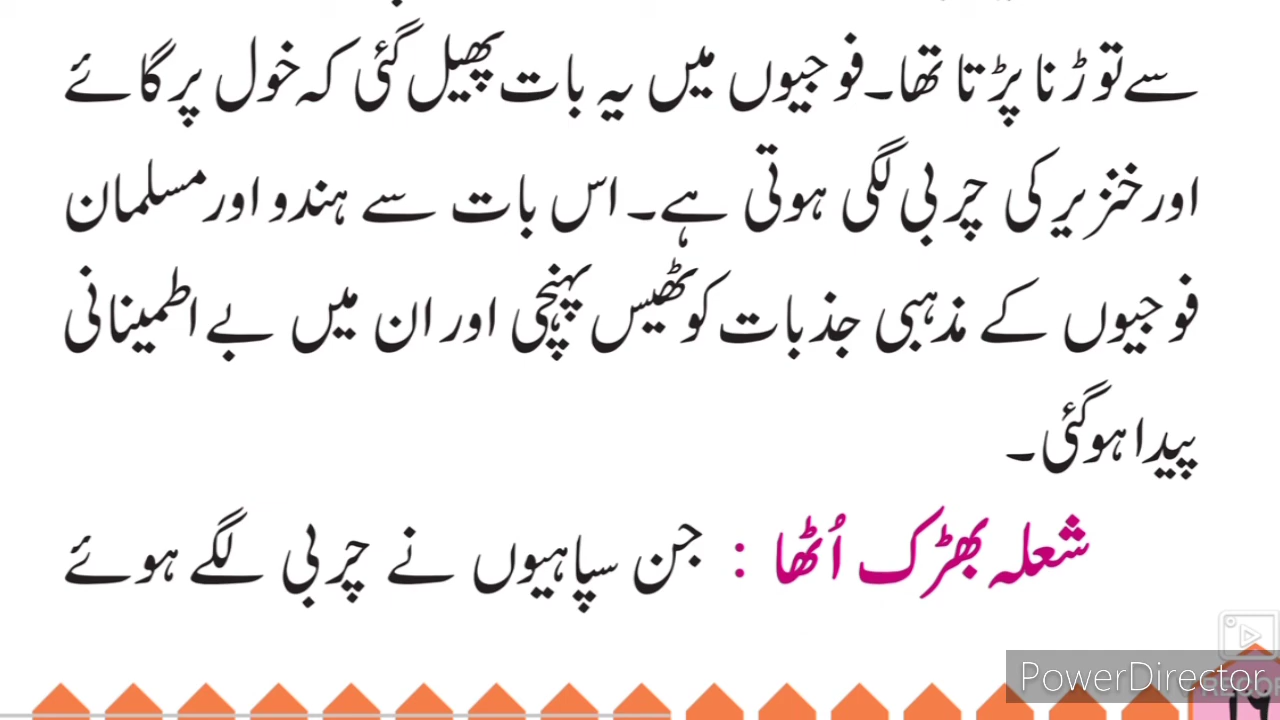 سے توڑنا پڑتا تھا۔ فوجیوں میں یہ بات پھیل گئی کہ خول پر گائے
اور خنزیر کی چربی لگی ہوتی ہے۔ اس بات سے ہندو اور مسلمان
فوجیوں کے مذہبی جذبات کو ٹھیس پہنچی اور ان میں بے اطمینانی
پیدا ہوگئی۔
شعلہ بھڑک اُٹھا : جن سپاہیوں نے چربی لگے ہوئے
PowerDirector
۱۹